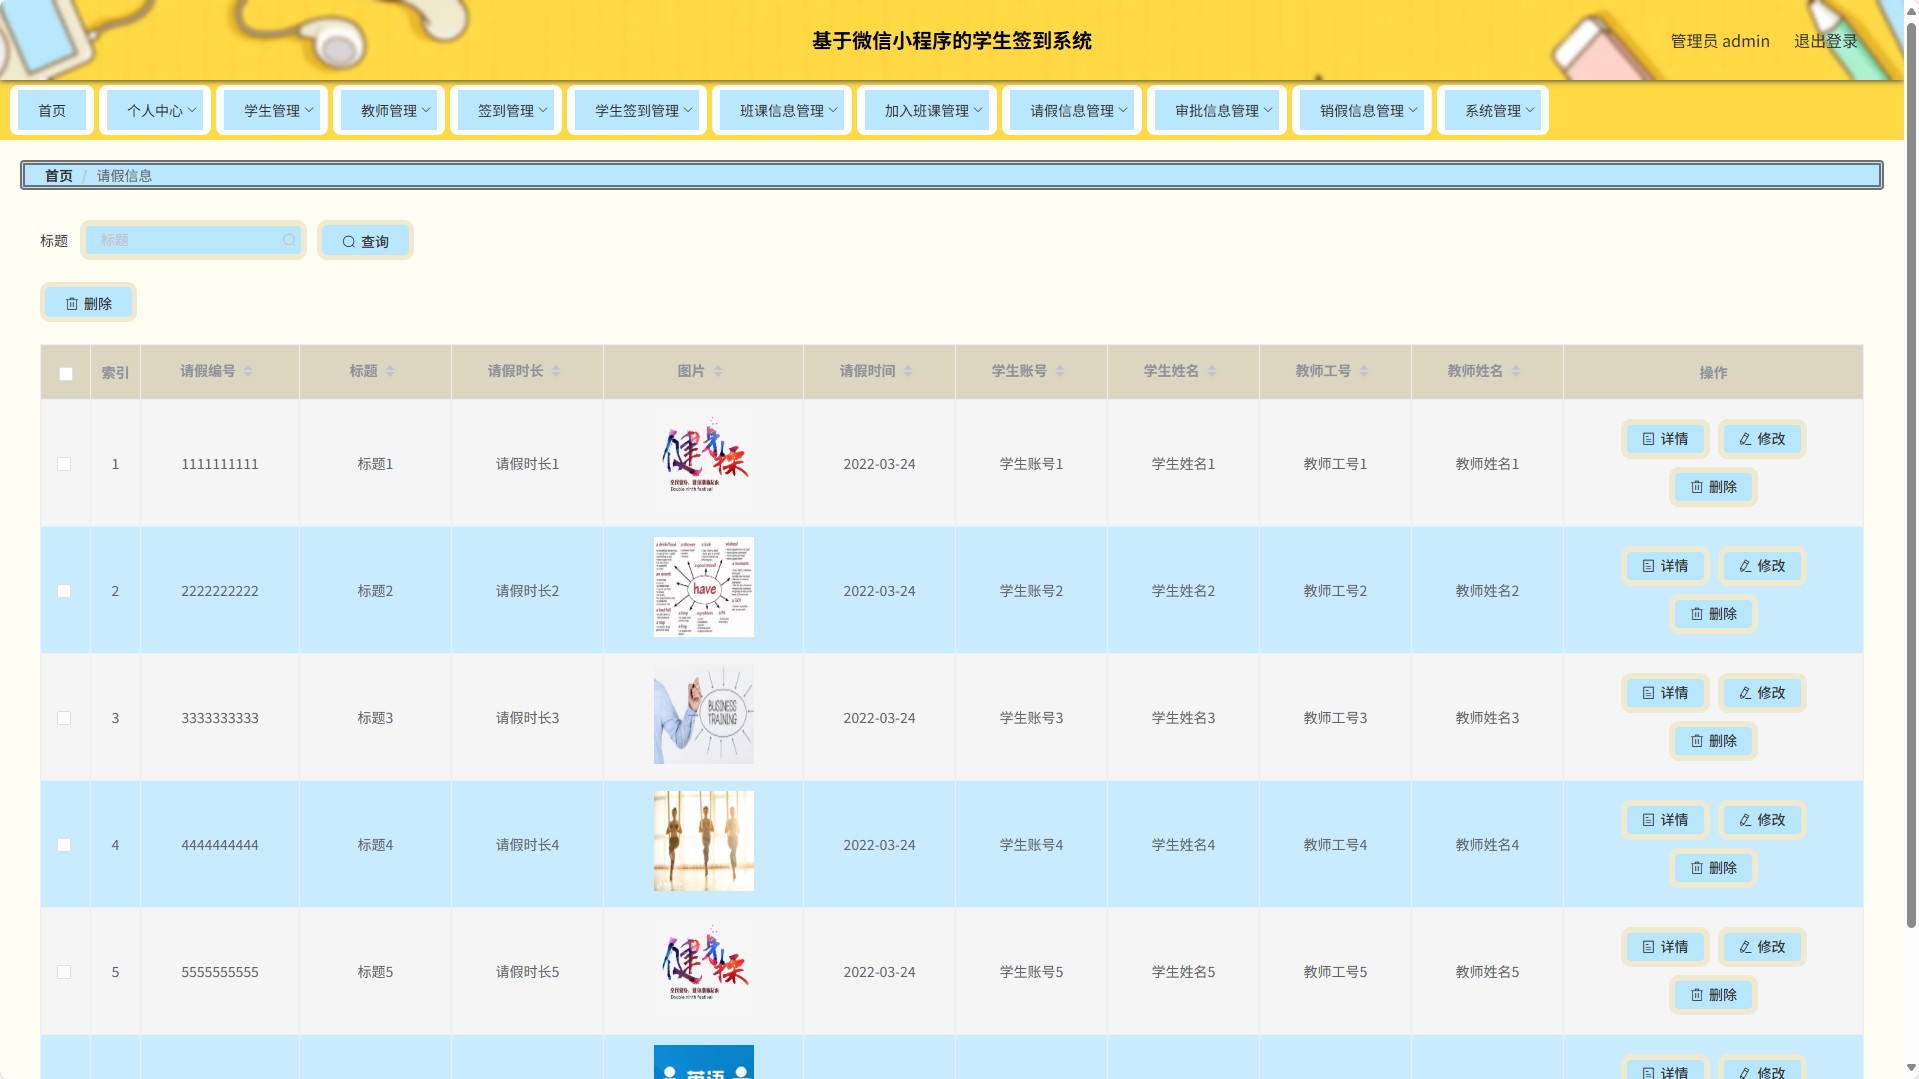 基于微信小程序的学生签到系统
管理员 admin 退出登录
首页 个人中心 学生管理 教师管理 签到管理 学生签到管理 班课信息管理 加入班课管理 请假信息管理 审批信息管理 销假信息管理 系统管理
首页 / 请假信息
标题 标题 查询
删除
索引 请假编号 标题 请假时长 图片 请假时间 学生账号 学生姓名 教师工号 教师姓名 操作
健身操
Double ninth festival
1 1111111111 标题1 请假时长1 2022-03-24 学生账号1 学生姓名1 教师工号1 教师姓名1 详情 修改
删除
have
2 2222222222 标题2 请假时长2 2022-03-24 学生账号2 学生姓名2 教师工号2 教师姓名2 详情 修改
删除
BUSINESS
TRAINING
3 3333333333 标题3 请假时长3 2022-03-24 学生账号3 学生姓名3 教师工号3 教师姓名3 详情 修改
删除
4 4444444444 标题4 请假时长4 2022-03-24 学生账号4 学生姓名4 教师工号4 教师姓名4 详情 修改
删除
健身操
Double ninth festival
5 5555555555 标题5 请假时长5 2022-03-24 学生账号5 学生姓名5 教师工号5 教师姓名5 详情 修改
删除
英语
详情 修改